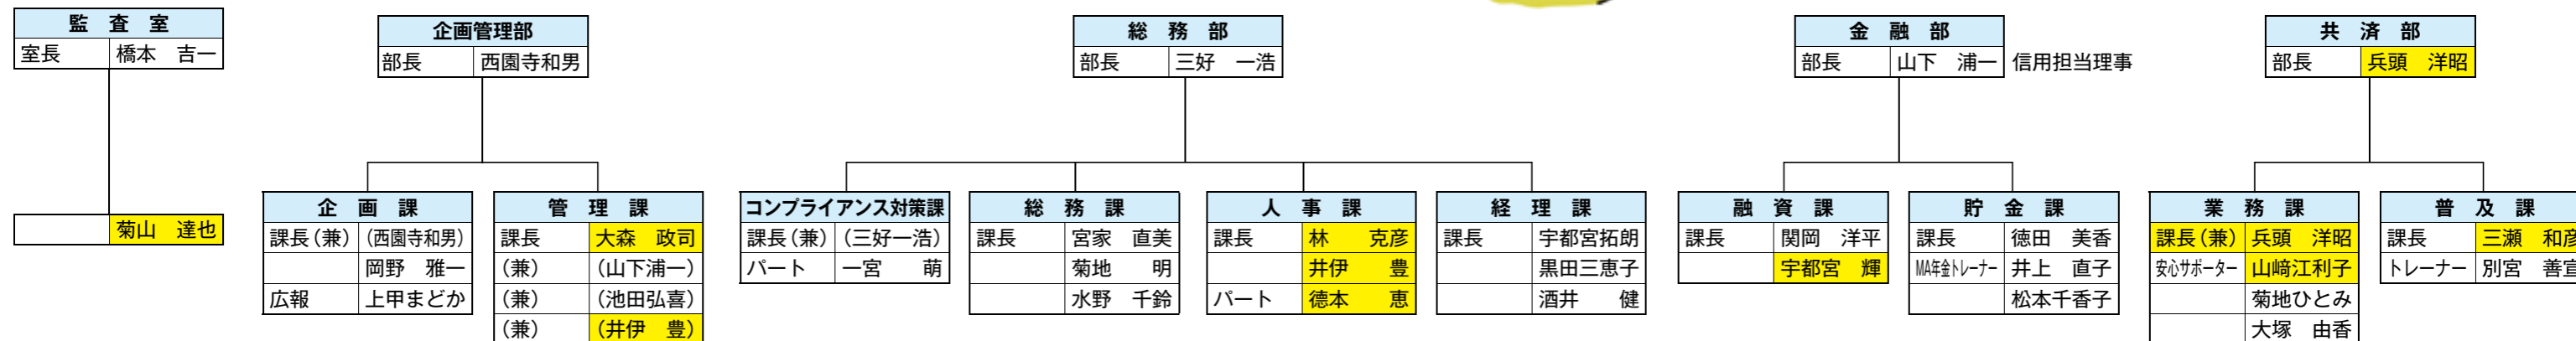 監　査　室
室長　橋本　吉一
菊山　達也
企画管理部
部長　西園寺和男
企　画　課
課長（兼）（西園寺和男）
岡野　雅一
広報　上甲まどか
管　理　課
課長　大森　政司
（兼）（山下浦一）
（兼）（池田弘喜）
（兼）（井伊　豊）
総　務　部
部長　三好　一浩
コンプライアンス対策課
課長（兼）（三好一浩）
パート　一宮　　萌
総　務　課
課長　宮家　直美
菊地　　明
水野　千鈴
人　事　課
課長　林　　克彦
井伊　　豊
パート　德本　　恵
経　理　課
課長　宇都宮拓朗
黒田三恵子
酒井　　健
金　融　部
部長　山下　浦一　信用担当理事
融　資　課
課長　関岡　洋平
宇都宮　輝
貯　金　課
課長　徳田　美香
MA年金トレーナー　井上　直子
松本千香子
共　済　部
部長　兵頭　洋昭
業　務　課
課長（兼）兵頭　洋昭
安心サポーター　山﨑江利子
菊地ひとみ
大塚　由香
普　及　課
課長　三瀬　和彦
トレーナー　別宮　善宣